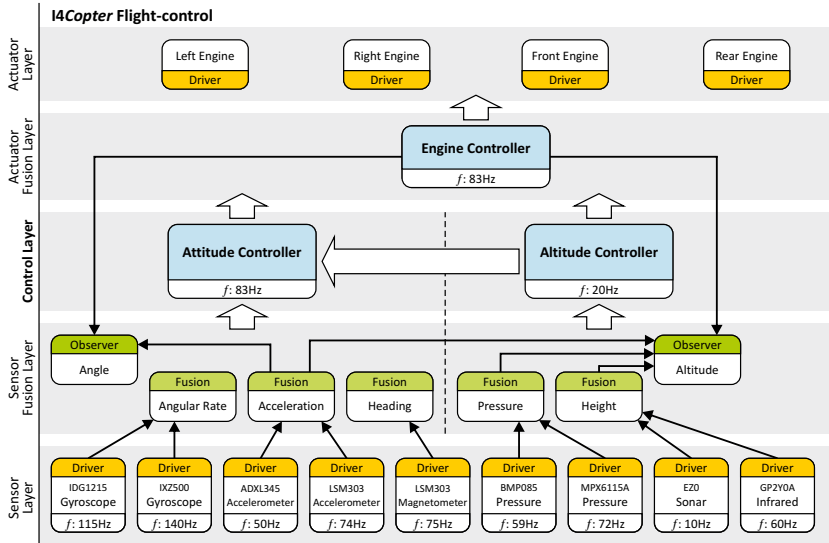 I4Copter Flight-control
Actuator
Layer
Left Engine
Driver
Right Engine
Driver
Front Engine
Driver
Rear Engine
Driver
Actuator
Fusion Layer
Engine Controller
f: 83Hz
Control Layer
Attitude Controller
f: 83Hz
Altitude Controller
f: 20Hz
Sensor
Fusion Layer
Observer
Angle
Fusion
Angular Rate
Fusion
Acceleration
Fusion
Heading
Fusion
Pressure
Fusion
Height
Observer
Altitude
Sensor
Layer
Driver
IDG1215
Gyroscope
f: 115Hz
Driver
IXZ500
Gyroscope
f: 140Hz
Driver
ADXL345
Accelerometer
f: 50Hz
Driver
LSM303
Accelerometer
f: 74Hz
Driver
LSM303
Magnetometer
f: 75Hz
Driver
BMP085
Pressure
f: 59Hz
Driver
MPX6115A
Pressure
f: 72Hz
Driver
EZ0
Sonar
f: 10Hz
Driver
GP2Y0A
Infrared
f: 60Hz